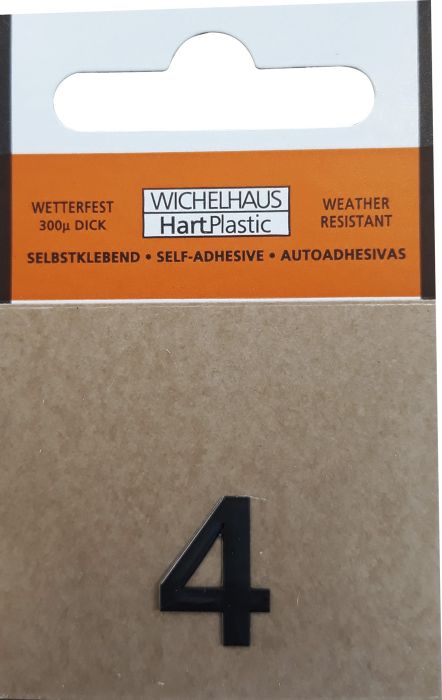 WETTERFEST
300µ DICK
WICHELHAUS
HartPlastic
WEATHER
RESISTANT
SELBSTKLEBEND • SELF-ADHESIVE • AUTOADHESIVAS
4